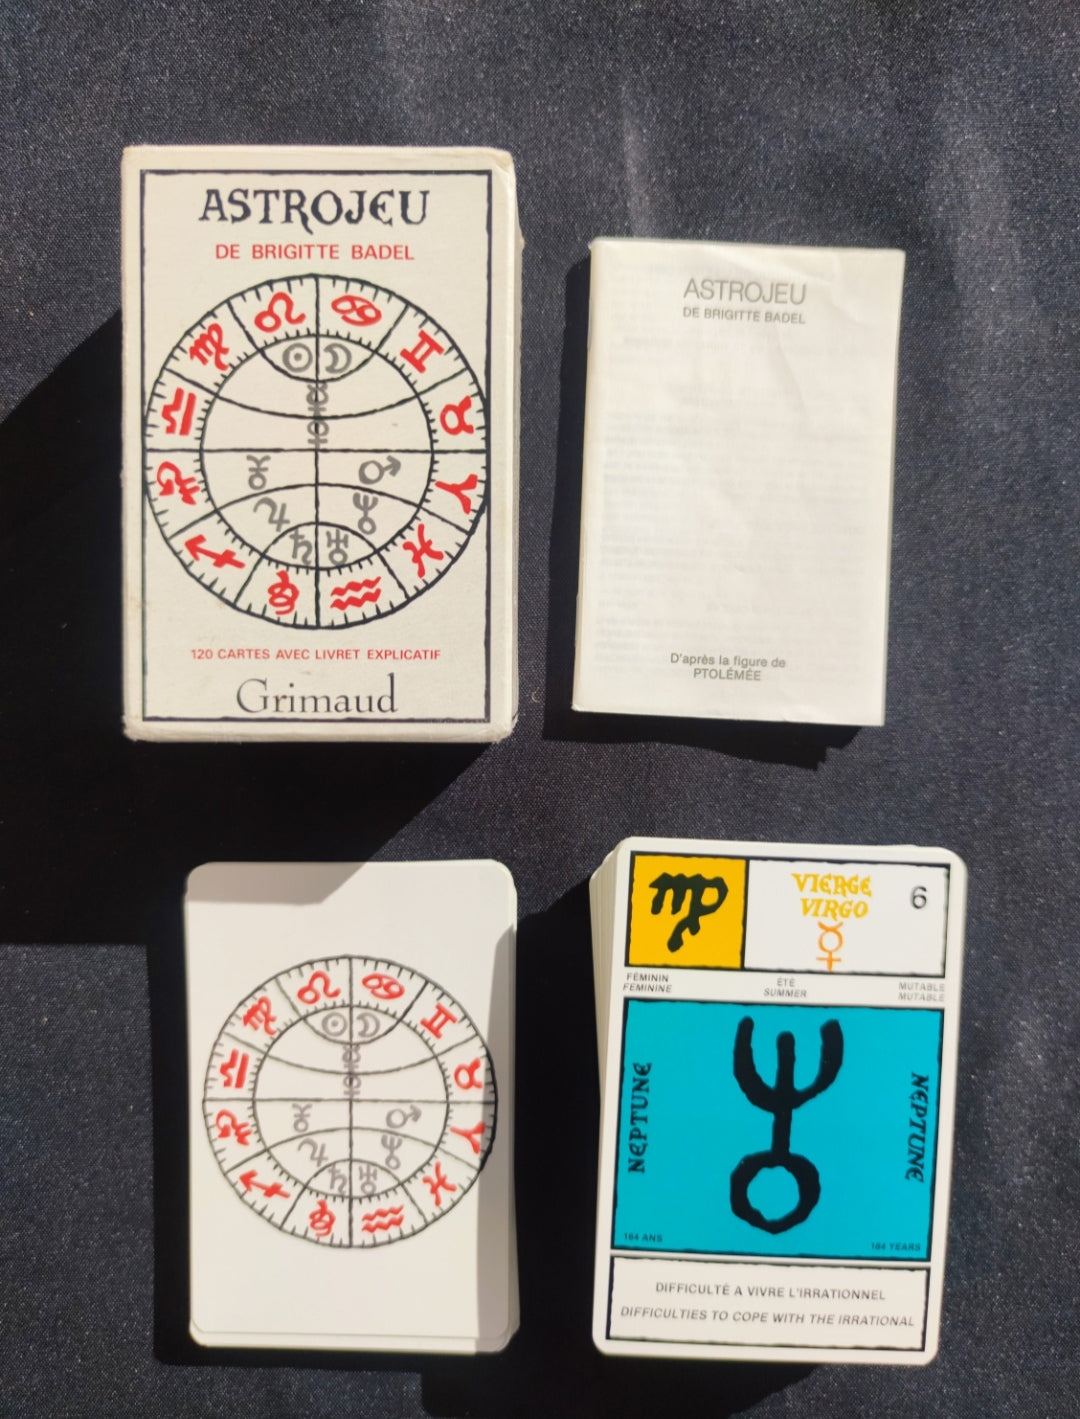 ASTROJEU
DE BRIGITTE BADEL
120 CARTES AVEC LIVRET EXPLICATIF
Grimaud
ASTROJEU
DE BRIGITTE BADEL
D'après la figure de
PTOLÉMÉE
VIERGE
VIRGO
6
FÉMININ
FEMININE
ÉTÉ
SUMMER
MUTABLE
MUTABLE
NEPTUNE
NEPTUNE
164 ANS
164 YEARS
DIFFICULTÉ A VIVRE L'IRRATIONNEL
DIFFICULTIES TO COPE WITH THE IRRATIONAL